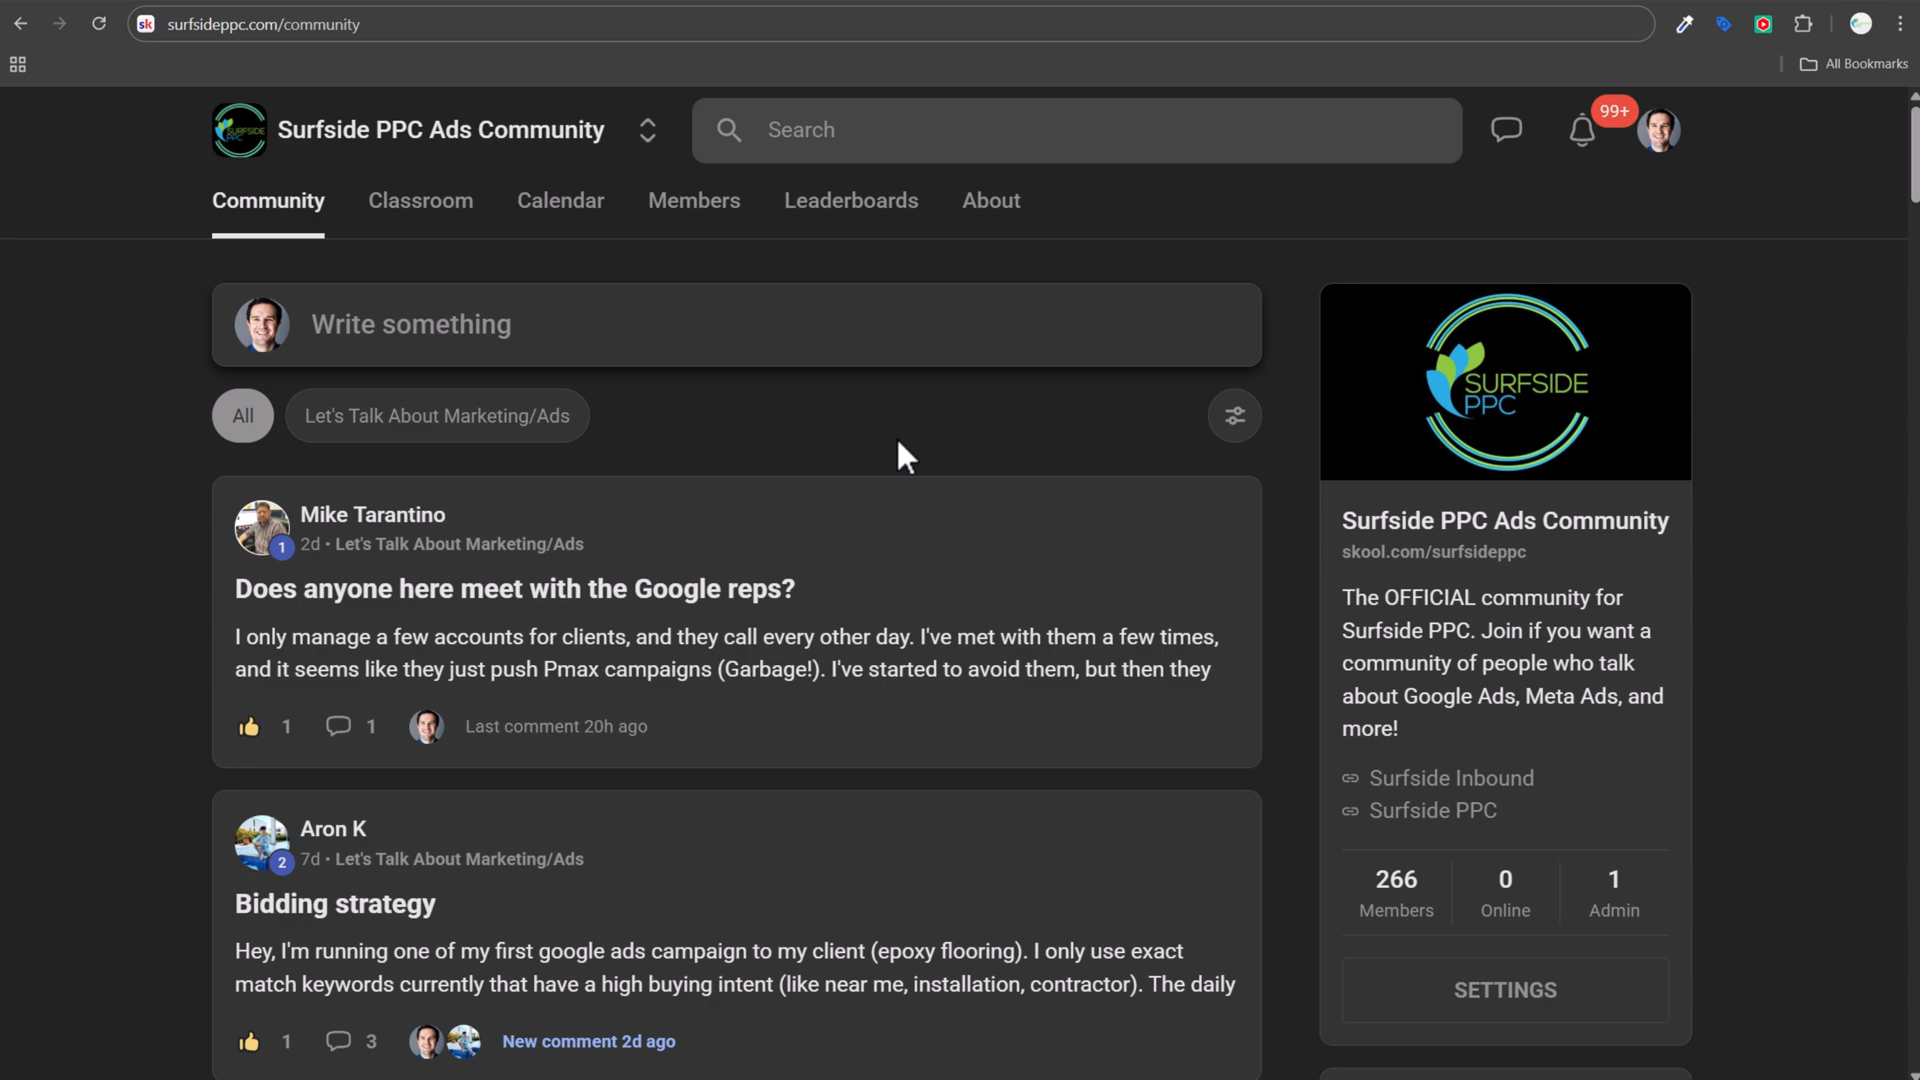 sk surfsideppc.com/community
All Bookmarks
SURFSIDE
PPC
Surfside PPC Ads Community
Search
99+
Community Classroom Calendar Members Leaderboards About
Write something
All Let's Talk About Marketing/Ads
Mike Tarantino
1 2d • Let's Talk About Marketing/Ads
Does anyone here meet with the Google reps?
I only manage a few accounts for clients, and they call every other day. I've met with them a few times,
and it seems like they just push Pmax campaigns (Garbage!). I've started to avoid them, but then they
1 1 Last comment 20h ago
Aron K
2 7d • Let's Talk About Marketing/Ads
Bidding strategy
Hey, I'm running one of my first google ads campaign to my client (epoxy flooring). I only use exact
match keywords currently that have a high buying intent (like near me, installation, contractor). The daily
1 3 New comment 2d ago
SURFSIDE
PPC
Surfside PPC Ads Community
skool.com/surfsideppc
The OFFICIAL community for
Surfside PPC. Join if you want a
community of people who talk
about Google Ads, Meta Ads, and
more!
Surfside Inbound
Surfside PPC
266 0 1
Members Online Admin
SETTINGS